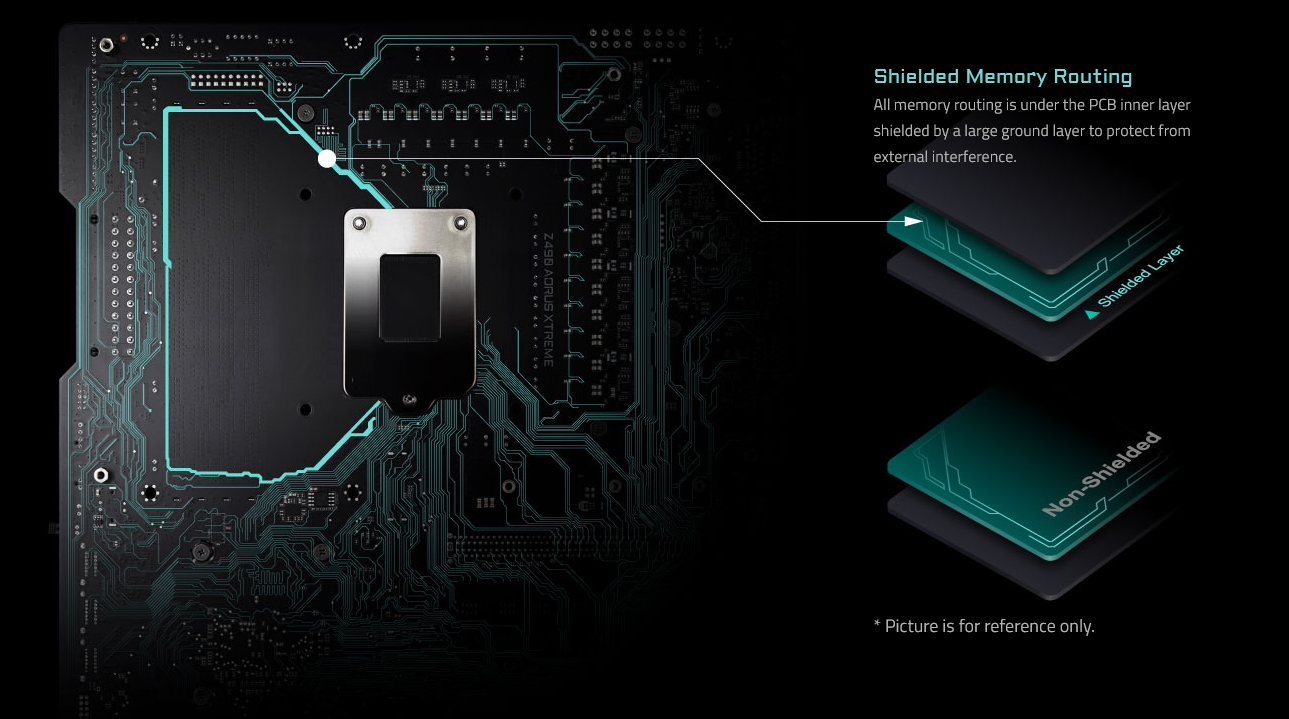 Shielded Memory Routing
All memory routing is under the PCB inner layer
shielded by a large ground layer to protect from
external interference.
Z490 AORUS XTREME
Shielded Layer
Non-Shielded
* Picture is for reference only.